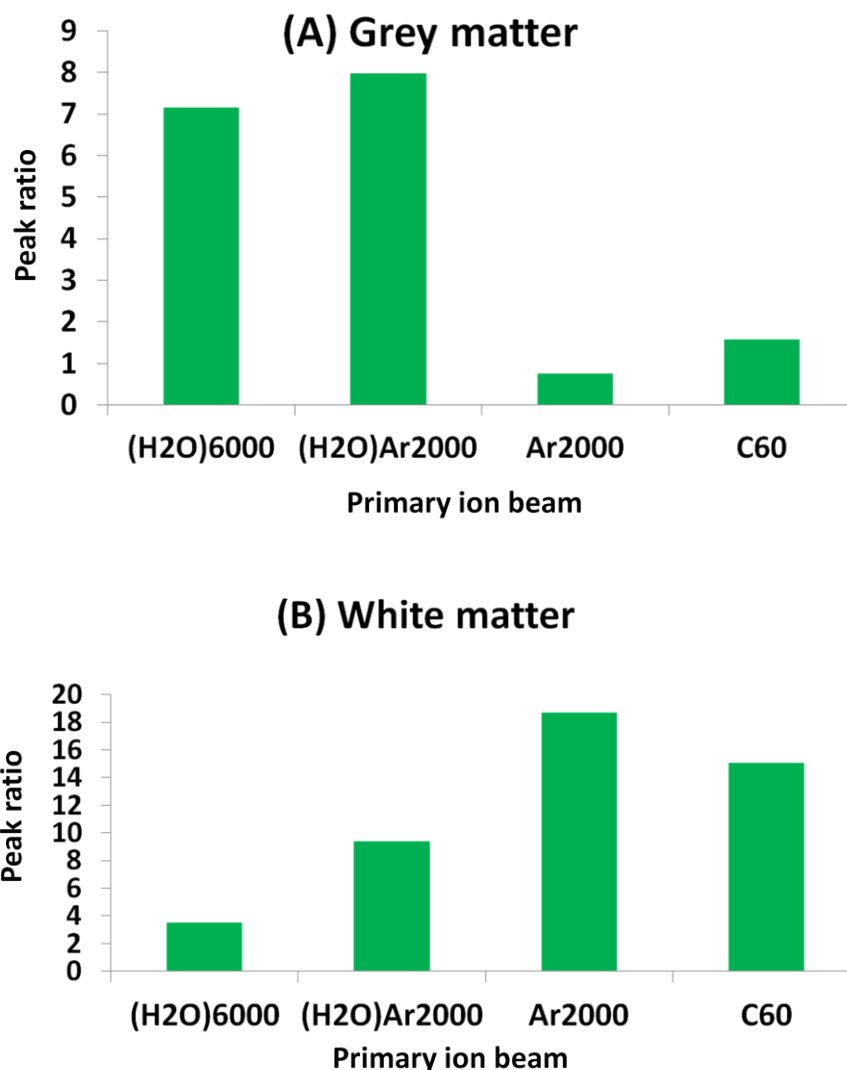 (A) Grey matter
9
8
7
6
5
4
3
2
1
0
Peak ratio
(H2O)6000 (H2O)Ar2000 Ar2000 C60
Primary ion beam
(B) White matter
20
18
16
14
12
10
8
6
4
2
0
Peak ratio
(H2O)6000 (H2O)Ar2000 Ar2000 C60
Primary ion beam